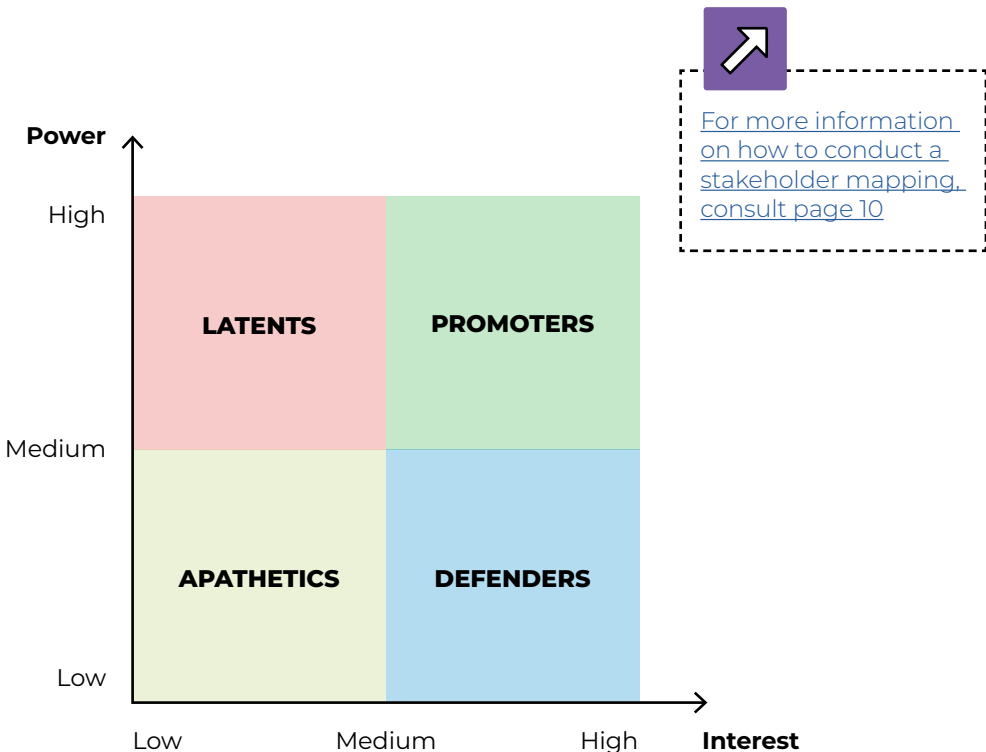 For more information
on how to conduct a
stakeholder mapping,
consult page 10
Power
High
LATENTS
PROMOTERS
Medium
APATHETICS
DEFENDERS
Low
Low
Medium
High
Interest